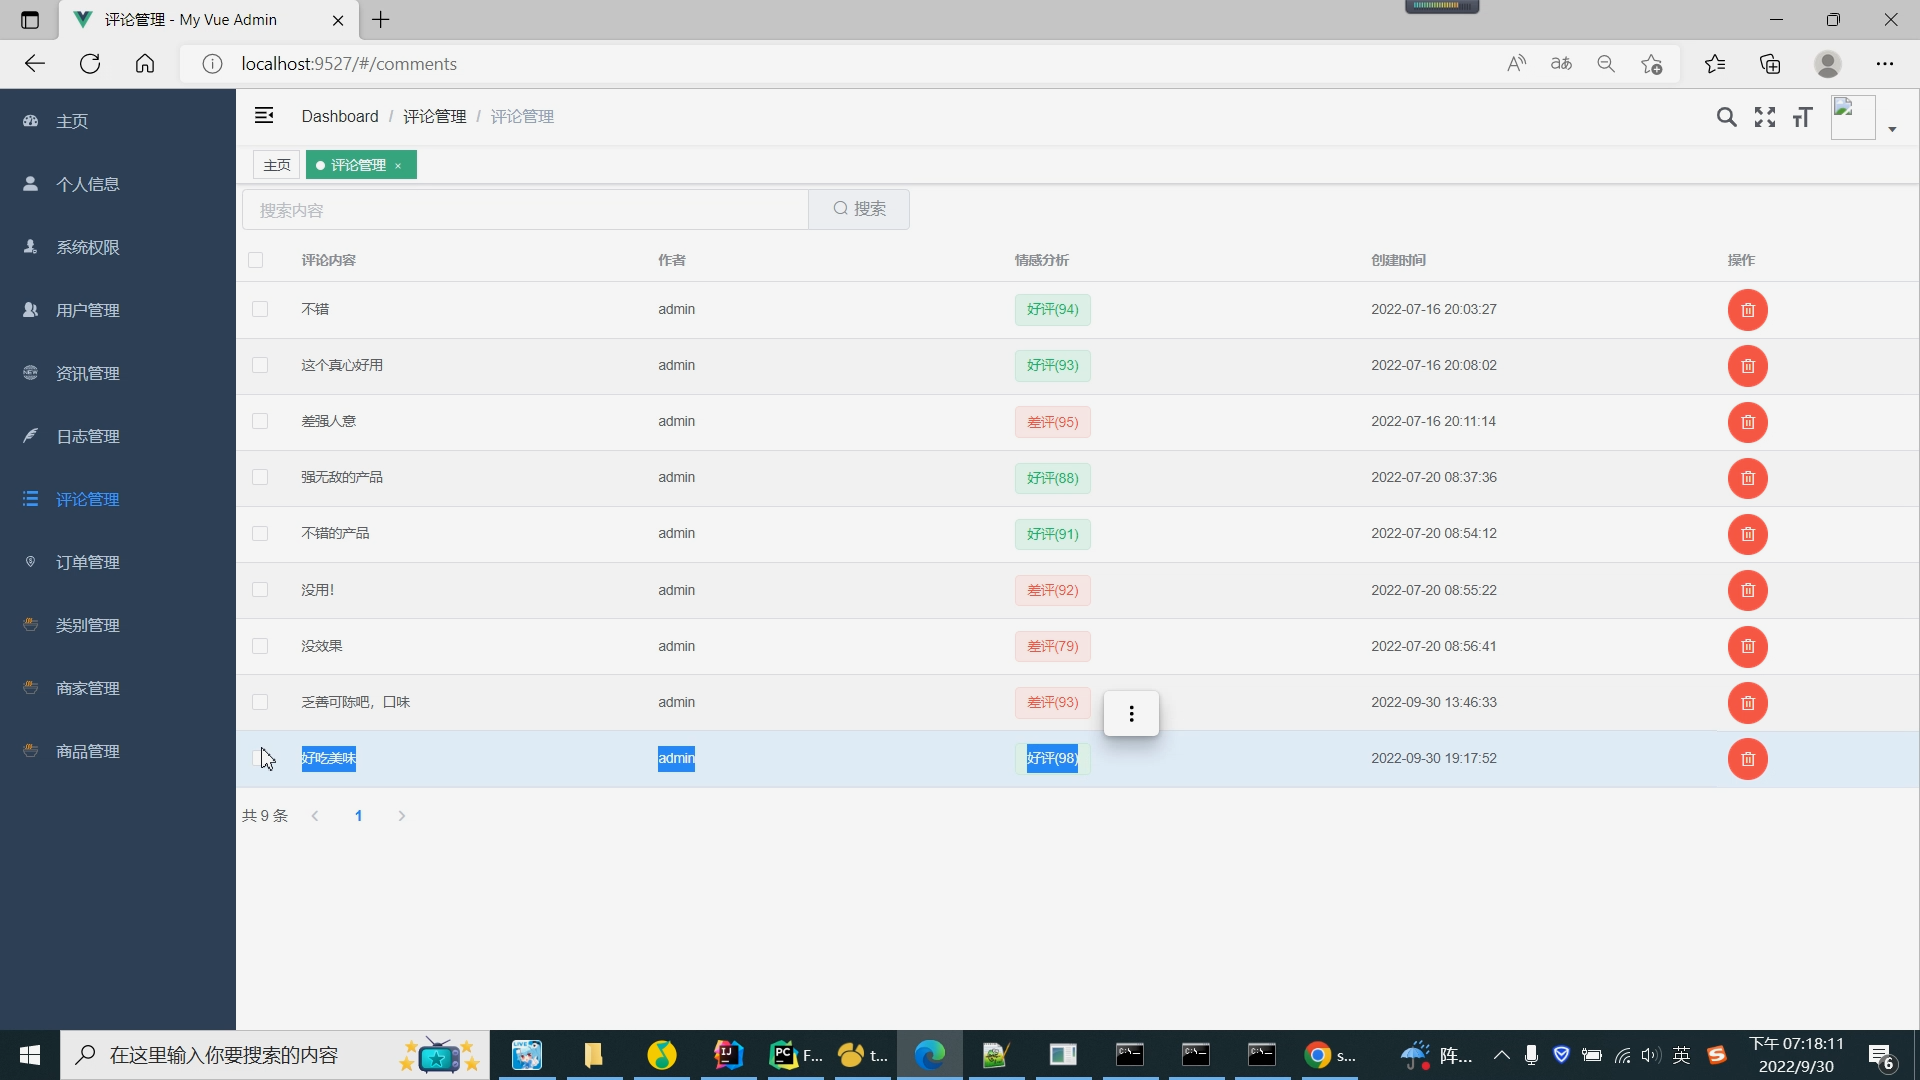 评论管理 - My Vue Admin
localhost:9527/#/comments
主页
个人信息
系统权限
用户管理
资讯管理
日志管理
评论管理
订单管理
类别管理
商家管理
商品管理
Dashboard / 评论管理 / 评论管理
主页 评论管理
搜索内容 搜索
评论内容 作者 情感分析 创建时间 操作
不错 admin 好评(94) 2022-07-16 20:03:27
这个真心好用 admin 好评(93) 2022-07-16 20:08:02
差强人意 admin 差评(95) 2022-07-16 20:11:14
强无敌的产品 admin 好评(88) 2022-07-20 08:37:36
不错的产品 admin 好评(91) 2022-07-20 08:54:12
没用！ admin 差评(92) 2022-07-20 08:55:22
没效果 admin 差评(79) 2022-07-20 08:56:41
乏善可陈吧，口味 admin 差评(93) 2022-09-30 13:46:33
好吃美味 admin 好评(98) 2022-09-30 19:17:52
共 9 条 1
在这里输入你要搜索的内容
F... t... s... 阵... 英
下午 07:18:11
2022/9/30
6